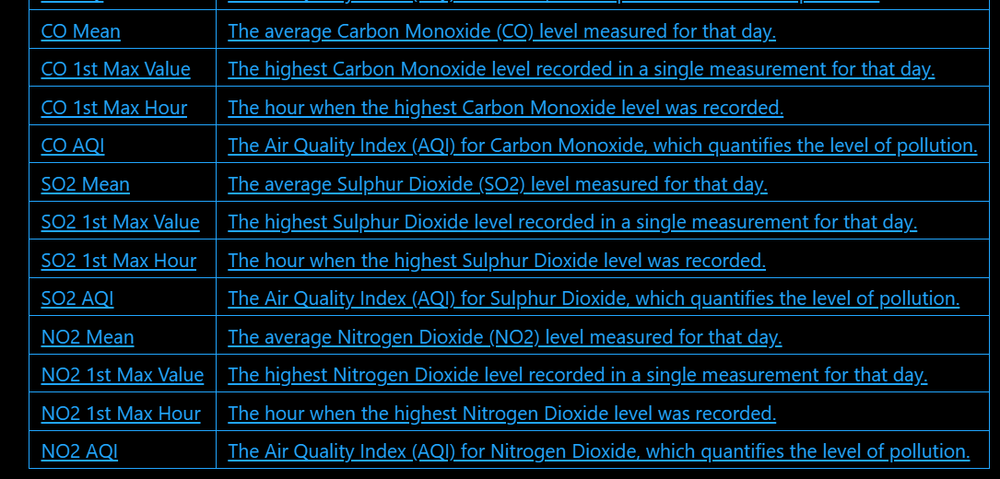 CO Mean The average Carbon Monoxide (CO) level measured for that day.
CO 1st Max Value The highest Carbon Monoxide level recorded in a single measurement for that day.
CO 1st Max Hour The hour when the highest Carbon Monoxide level was recorded.
CO AQI The Air Quality Index (AQI) for Carbon Monoxide, which quantifies the level of pollution.
SO2 Mean The average Sulphur Dioxide (SO2) level measured for that day.
SO2 1st Max Value The highest Sulphur Dioxide level recorded in a single measurement for that day.
SO2 1st Max Hour The hour when the highest Sulphur Dioxide level was recorded.
SO2 AQI The Air Quality Index (AQI) for Sulphur Dioxide, which quantifies the level of pollution.
NO2 Mean The average Nitrogen Dioxide (NO2) level measured for that day.
NO2 1st Max Value The highest Nitrogen Dioxide level recorded in a single measurement for that day.
NO2 1st Max Hour The hour when the highest Nitrogen Dioxide level was recorded.
NO2 AQI The Air Quality Index (AQI) for Nitrogen Dioxide, which quantifies the level of pollution.